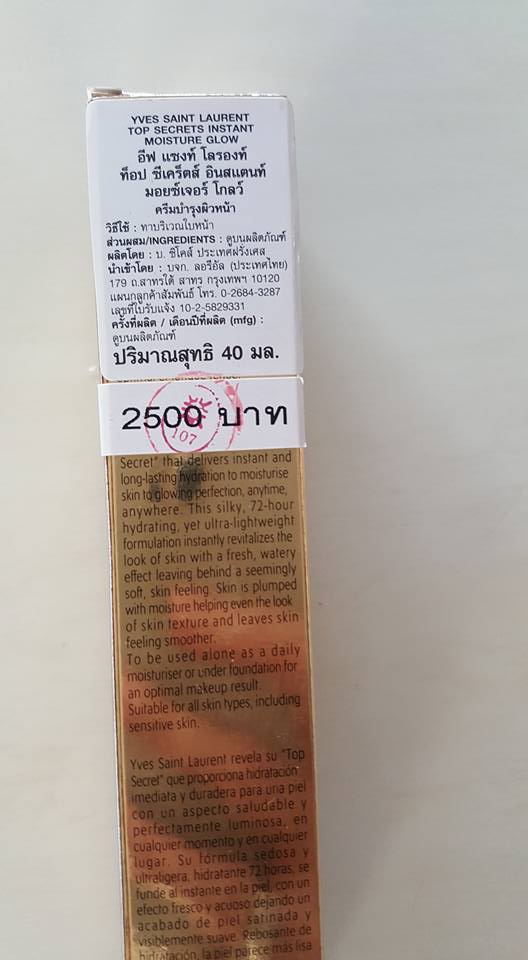 YVES SAINT LAURENT
TOP SECRETS INSTANT
MOISTURE GLOW
อีฟ แซงท์ โลรองท์
ท็อป ซีเคร็ตส์ อินสแตนท์
มอยซ์เจอร์ โกลว์
ครีมบำรุงผิวหน้า
วิธีใช้ : ทาบริเวณใบหน้า
ส่วนผสม/INGREDIENTS : ดูบนผลิตภัณฑ์
ผลิตโดย : บ. ซิโคส์ ประเทศฝรั่งเศส
นำเข้าโดย : บจก. ลอรีอัล (ประเทศไทย)
179 ถ.สาทรใต้ สาทร กรุงเทพฯ 10120
แผนกลูกค้าสัมพันธ์ โทร. 0-2684-3287
เลขที่ใบรับแจ้ง 10-2-5829331
ครั้งที่ผลิต / เดือนปีที่ผลิต (mfg) :
ดูบนผลิตภัณฑ์
ปริมาณสุทธิ 40 มล.
2500 บาท
107
Secret" that delivers instant and
long-lasting hydration to moisturise
skin to glowing perfection, anytime,
anywhere. This silky, 72-hour
hydrating, yet ultra-lightweight
formulation instantly revitalizes the
look of skin with a fresh, watery
effect leaving behind a seemingly
soft, skin feeling. Skin is plumped
with moisture helping even the look
of skin texture and leaves skin
feeling smoother.
To be used alone as a daily
moisturiser or under foundation for
an optimal makeup result.
Suitable for all skin types, including
sensitive skin.
Yves Saint Laurent revela su "Top
Secret" que proporciona hidratación
imediata y duradera para una piel
con un aspecto saludable y
perfectamente luminosa, en
cualquier momento y en cualquier
lugar. Su fórmula sedosa y
ultraligera, hidratante 72 horas, se
funde al instante en la piel, con un
efecto fresco y acuoso dejando un
acabado de piel satinada y
visiblemente suave. Rebosante de
hidratación, la piel parece más lisa